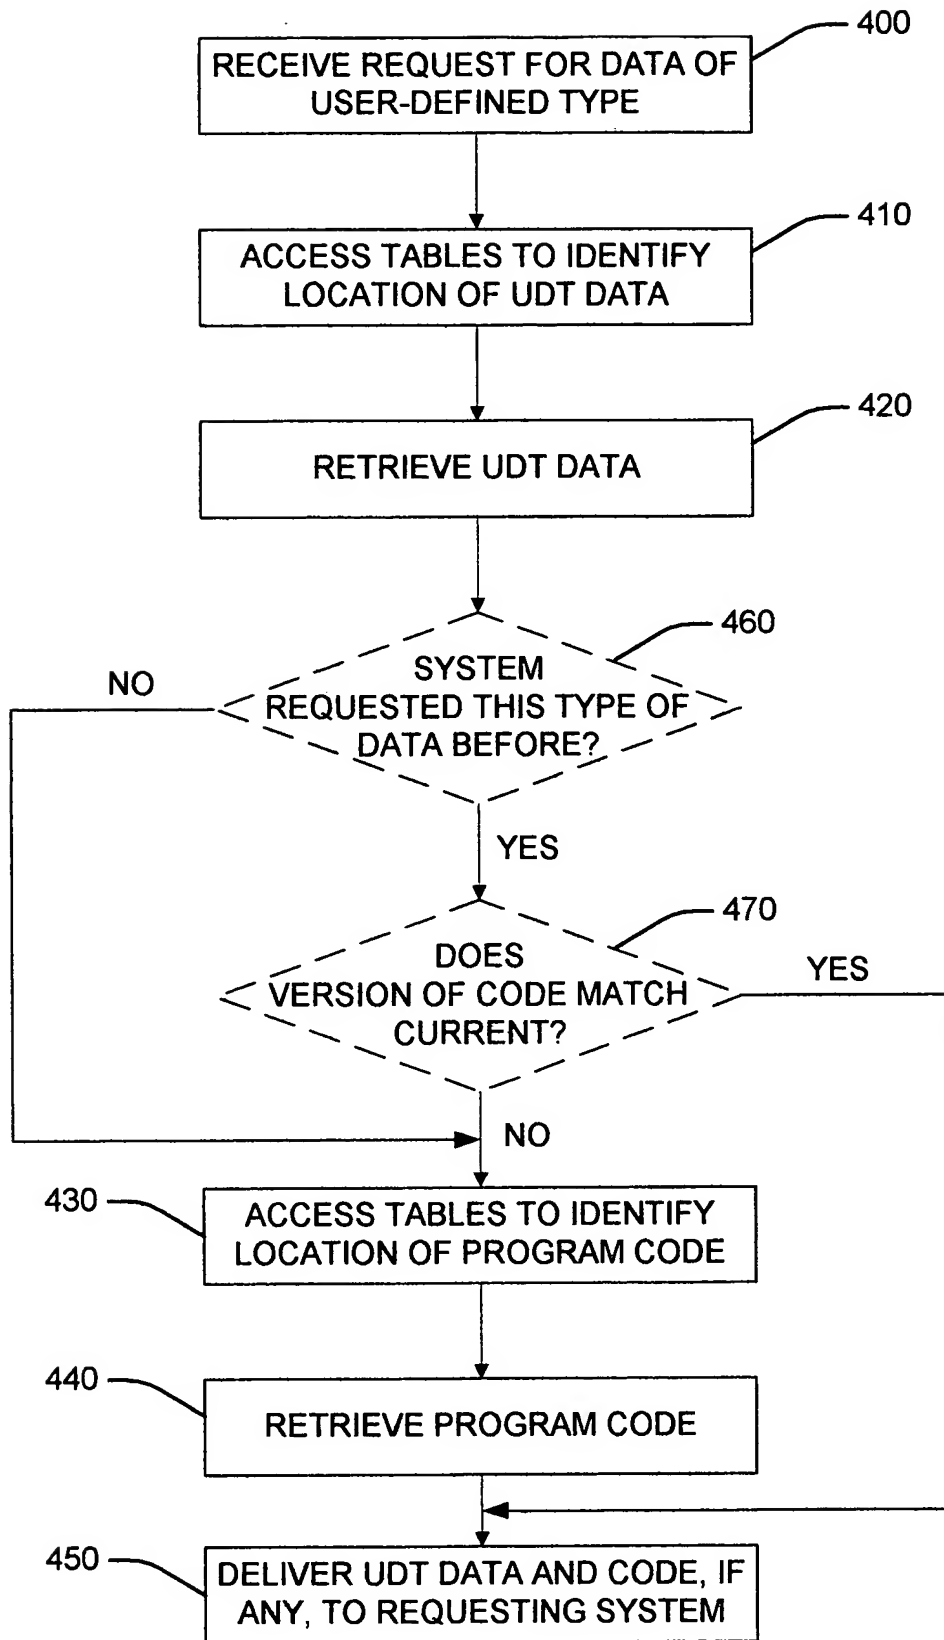 400
RECEIVE REQUEST FOR DATA OF
USER-DEFINED TYPE
410
ACCESS TABLES TO IDENTIFY
LOCATION OF UDT DATA
420
RETRIEVE UDT DATA
460
SYSTEM
REQUESTED THIS TYPE OF
DATA BEFORE?
NO
YES
470
DOES
VERSION OF CODE MATCH
CURRENT?
YES
NO
430
ACCESS TABLES TO IDENTIFY
LOCATION OF PROGRAM CODE
440
RETRIEVE PROGRAM CODE
450
DELIVER UDT DATA AND CODE, IF
ANY, TO REQUESTING SYSTEM